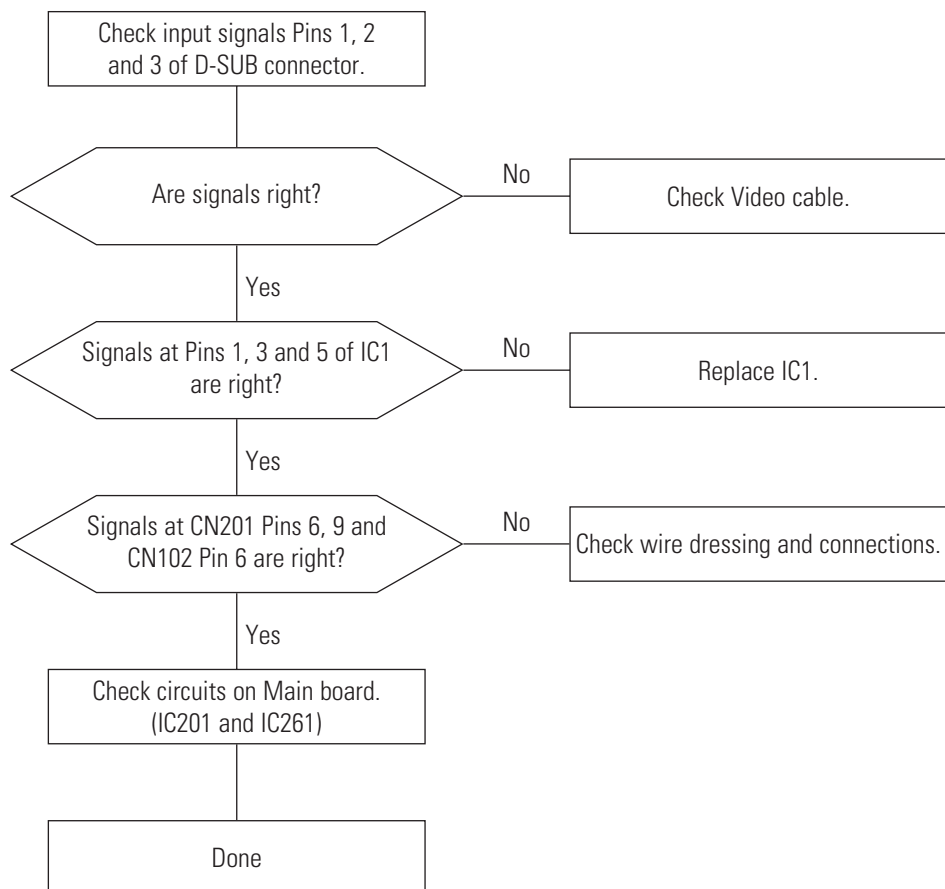 Check input signals Pins 1, 2
and 3 of D-SUB connector.
Are signals right?
No
Check Video cable.
Yes
Signals at Pins 1, 3 and 5 of IC1
are right?
No
Replace IC1.
Yes
Signals at CN201 Pins 6, 9 and
CN102 Pin 6 are right?
No
Check wire dressing and connections.
Yes
Check circuits on Main board.
(IC201 and IC261)
Done